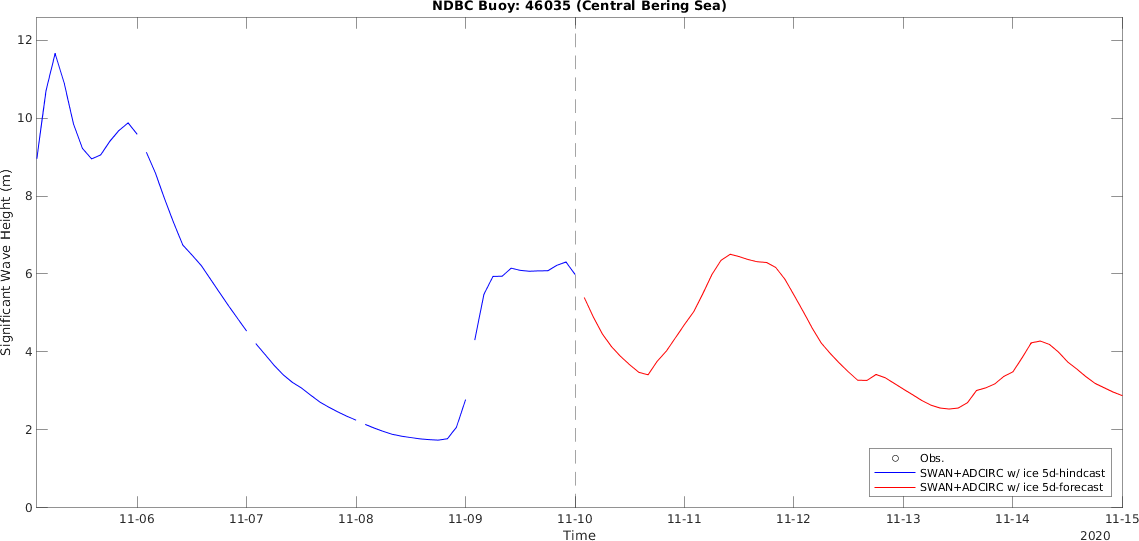 NDBC Buoy: 46035 (Central Bering Sea)
12
10
8
6
4
2
0
Significant Wave Height (m)
11-06 11-07 11-08 11-09 11-10 11-11 11-12 11-13 11-14 11-15
Time
2020
Obs.
SWAN+ADCIRC w/ ice 5d-hindcast
SWAN+ADCIRC w/ ice 5d-forecast